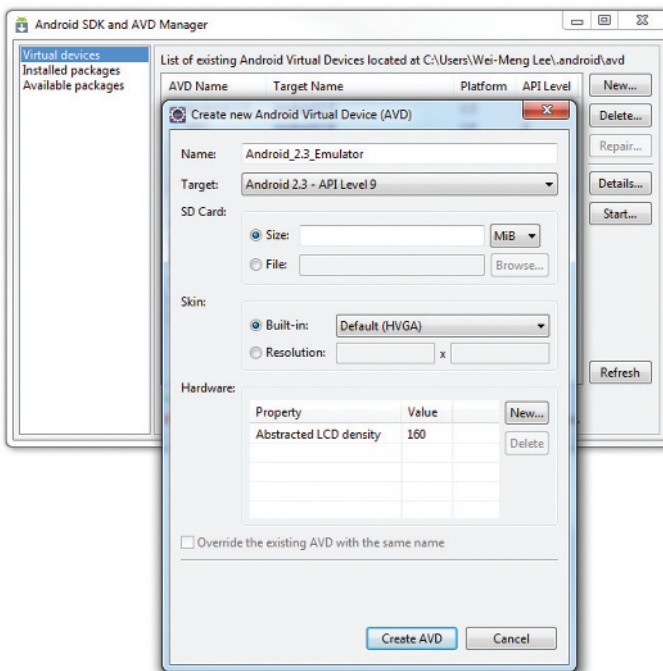 Android SDK and AVD Manager
Virtual devices
Installed packages
Available packages
List of existing Android Virtual Devices located at C:\Users\Wei-Meng Lee\.android\avd
AVD Name Target Name Platform API Level
New...
Delete...
Repair...
Details...
Start...
Refresh
Create new Android Virtual Device (AVD)
Name: Android_2.3_Emulator
Target: Android 2.3 - API Level 9
SD Card:
Size: MiB
File: Browse...
Skin:
Built-in: Default (HVGA)
Resolution: x
Hardware:
Property Value New...
Abstracted LCD density 160 Delete
Override the existing AVD with the same name
Create AVD Cancel